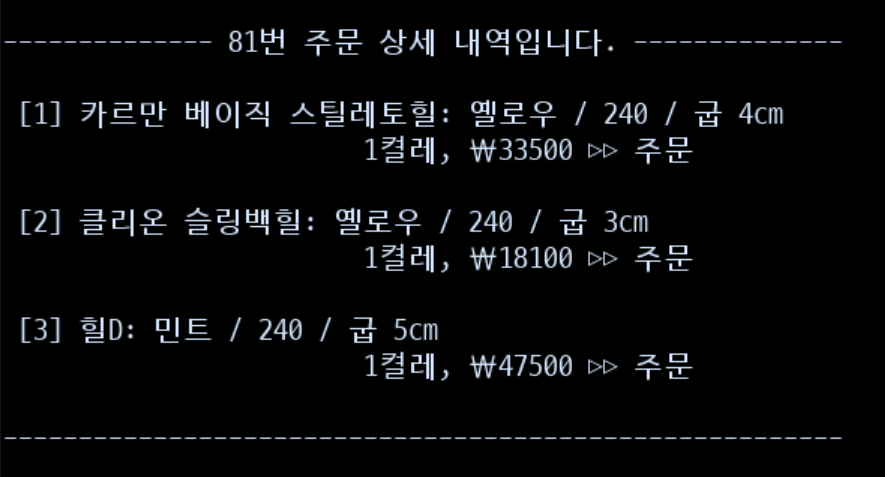 -------------- 81번 주문 상세 내역입니다. --------------
[1] 카르만 베이직 스틸레토힐: 옐로우 / 240 / 굽 4cm
1켤레, ₩33500 ▷▷ 주문
[2] 클리온 슬링백힐: 옐로우 / 240 / 굽 3cm
1켤레, ₩18100 ▷▷ 주문
[3] 힐D: 민트 / 240 / 굽 5cm
1켤레, ₩47500 ▷▷ 주문
--------------------------------------------------------